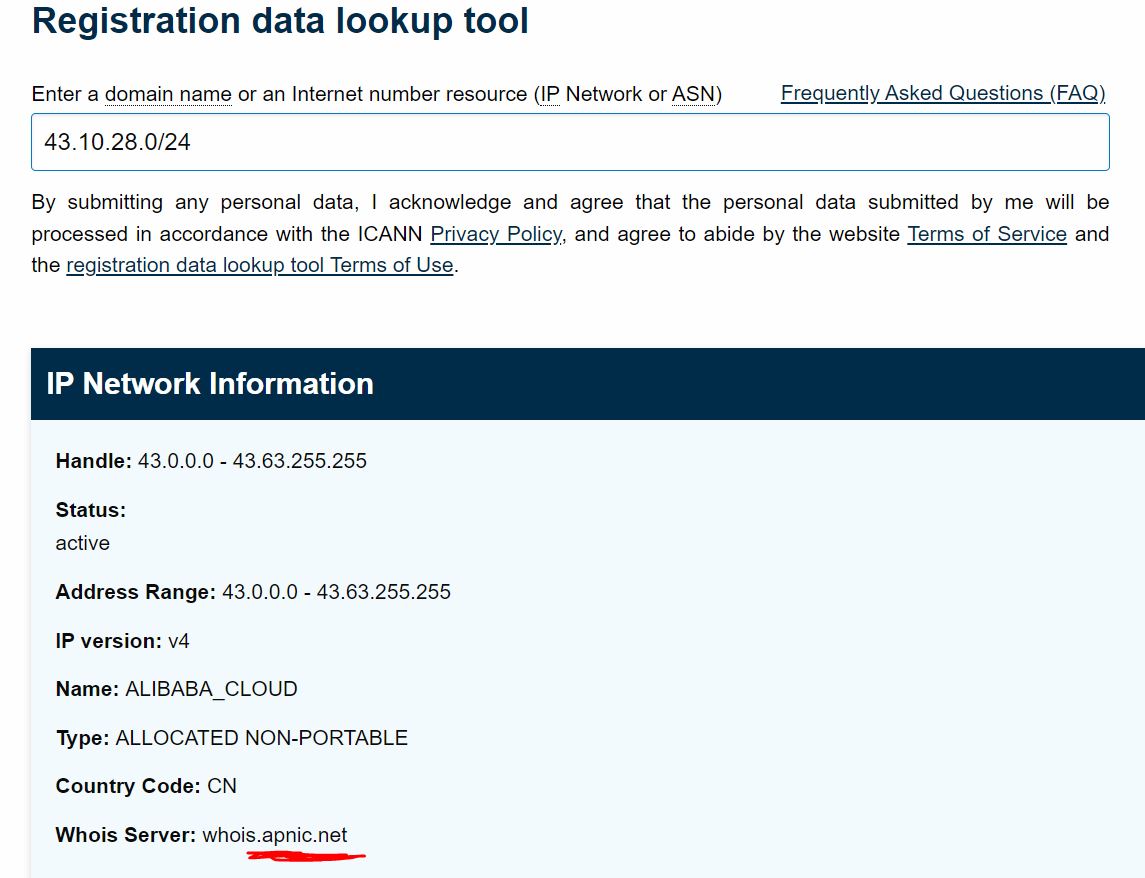 Registration data lookup tool
Enter a domain name or an Internet number resource (IP Network or ASN) Frequently Asked Questions (FAQ)
43.10.28.0/24
By submitting any personal data, I acknowledge and agree that the personal data submitted by me will be
processed in accordance with the ICANN Privacy Policy, and agree to abide by the website Terms of Service and
the registration data lookup tool Terms of Use.
IP Network Information
Handle: 43.0.0.0 - 43.63.255.255
Status:
active
Address Range: 43.0.0.0 - 43.63.255.255
IP version: v4
Name: ALIBABA_CLOUD
Type: ALLOCATED NON-PORTABLE
Country Code: CN
Whois Server: whois.apnic.net